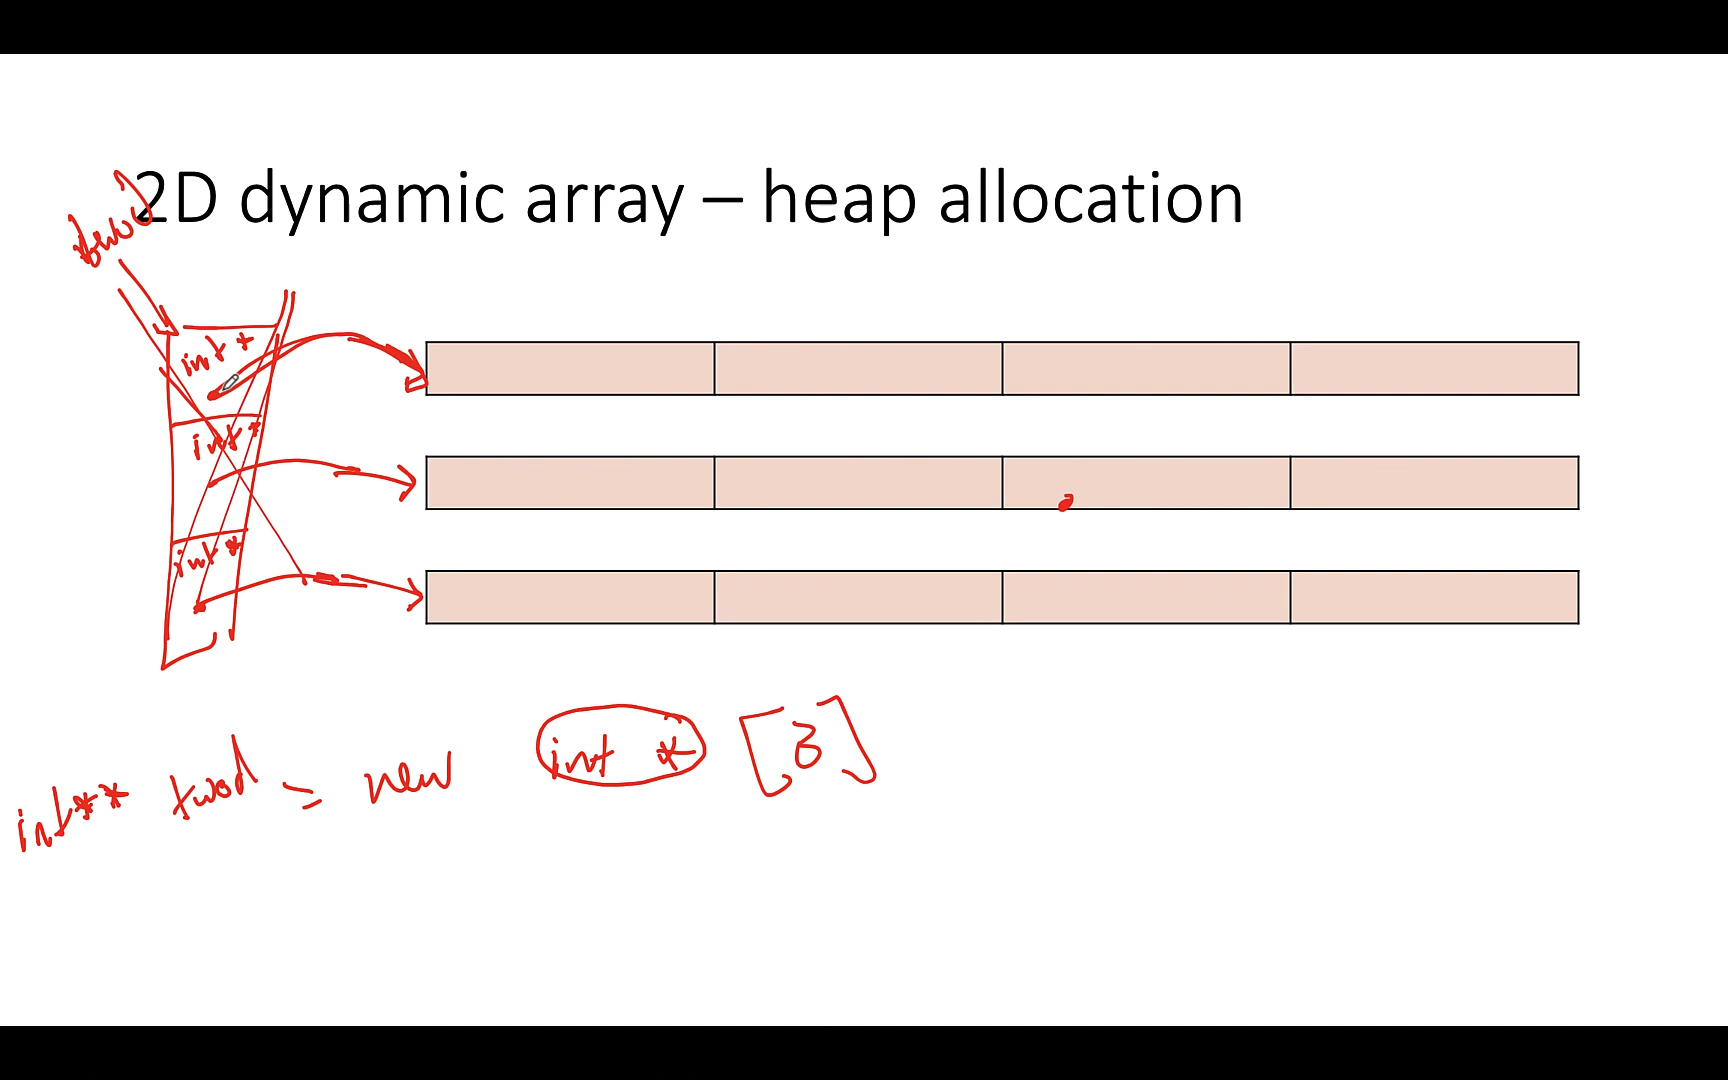 2D dynamic array – heap allocation
twod
int *
int *
int *
int** twod = new int * [3]